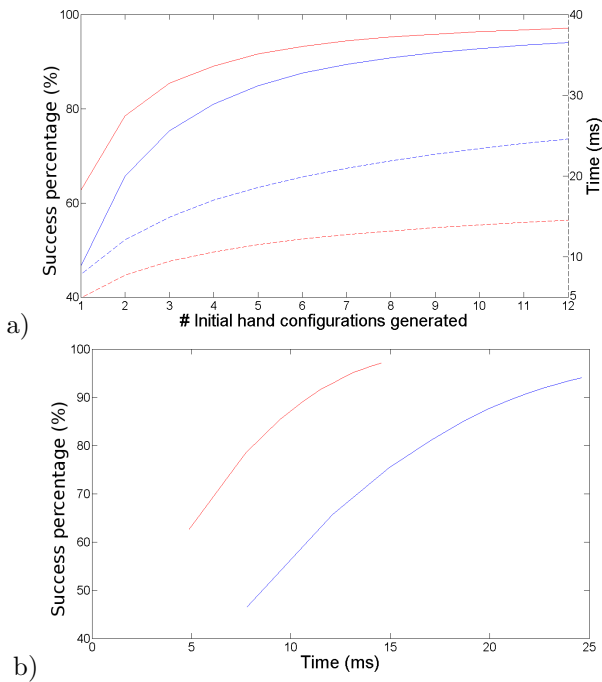 100
80
60
40
Success percentage (%)
40
30
20
10
5
Time (ms)
1 2 3 4 5 6 7 8 9 10 11 12
# Initial hand configurations generated
a)
100
90
80
70
60
50
40
Success percentage (%)
0 5 10 15 20 25
Time (ms)
b)